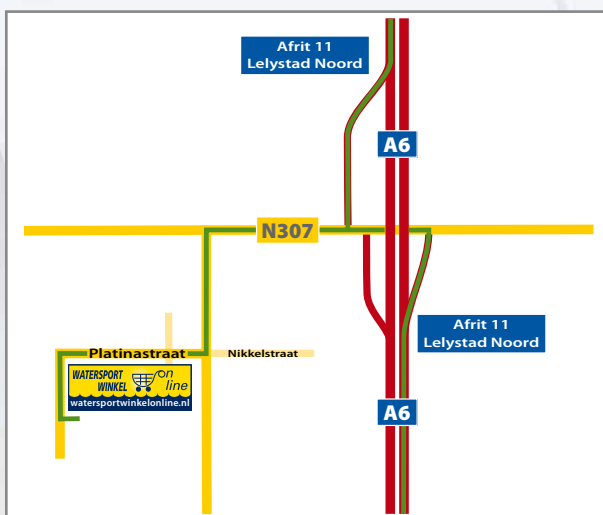 Afrit 11
Lelystad Noord
A6
N307
Afrit 11
Lelystad Noord
Platinastraat
Nikkelstraat
WATERSPORT
WINKEL
on
line
watersportwinkelonline.nl
A6